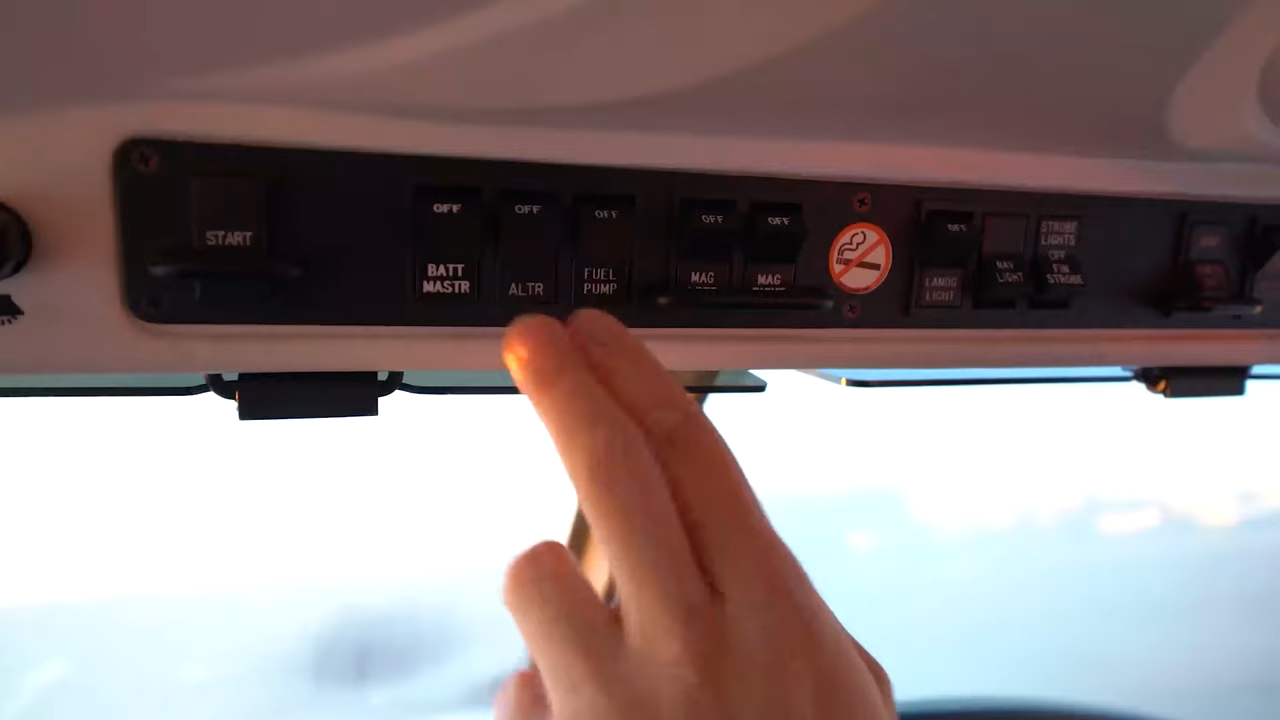 START
OFF
BATT
MASTR
OFF
ALTR
OFF
FUEL
PUMP
OFF
MAG
OFF
MAG
OFF
LANDG
LIGHT
NAV
LIGHT
STROBE
LIGHTS
OFF
FIN
STROBE